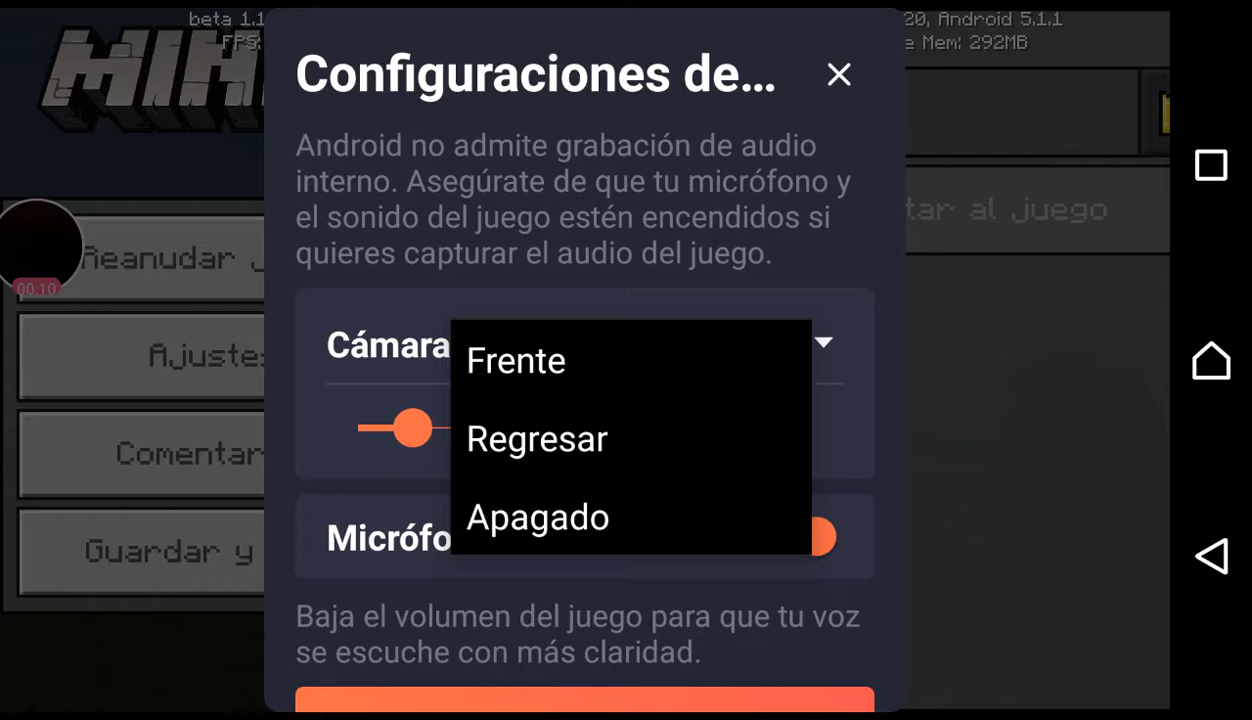 beta 1.1
20, Android 5.1.1
FPS:
e Mem: 292MB
MIN
Configuraciones de...
Android no admite grabación de audio
interno. Asegúrate de que tu micrófono y
el sonido del juego estén encendidos si
quieres capturar el audio del juego.
tar al juego
Reanudar j
00:10
Cámara
Frente
Ajustes
Regresar
Comentar
Apagado
Micrófo
Guardar y
Baja el volumen del juego para que tu voz
se escuche con más claridad.